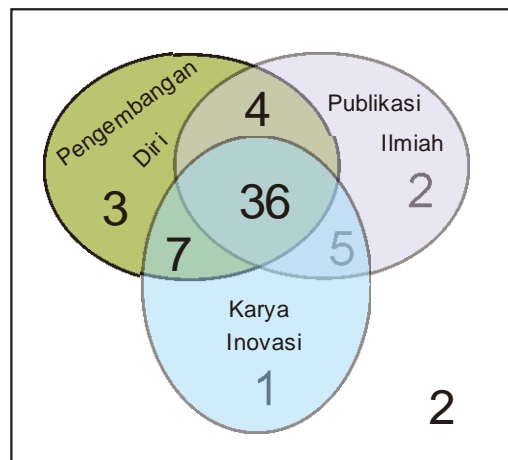 Pengembangan
Diri
4
Publikasi
Ilmiah
3
36
2
7
5
Karya
Inovasi
1
2